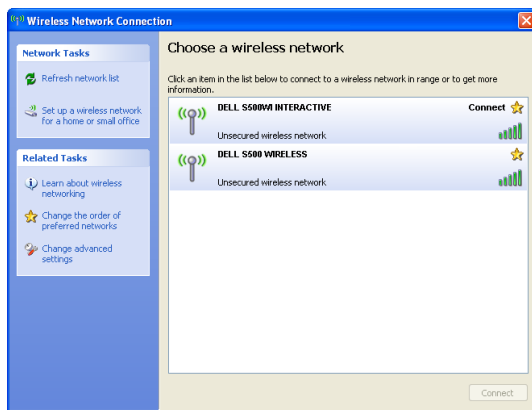 Wireless Network Connection
Network Tasks
Refresh network list
Set up a wireless network
for a home or small office
Related Tasks
Learn about wireless
networking
Change the order of
preferred networks
Change advanced
settings
Choose a wireless network
Click an item in the list below to connect to a wireless network in range or to get more
information.
DELL S500WI INTERACTIVE Connect
Unsecured wireless network
DELL S500 WIRELESS
Unsecured wireless network
Connect